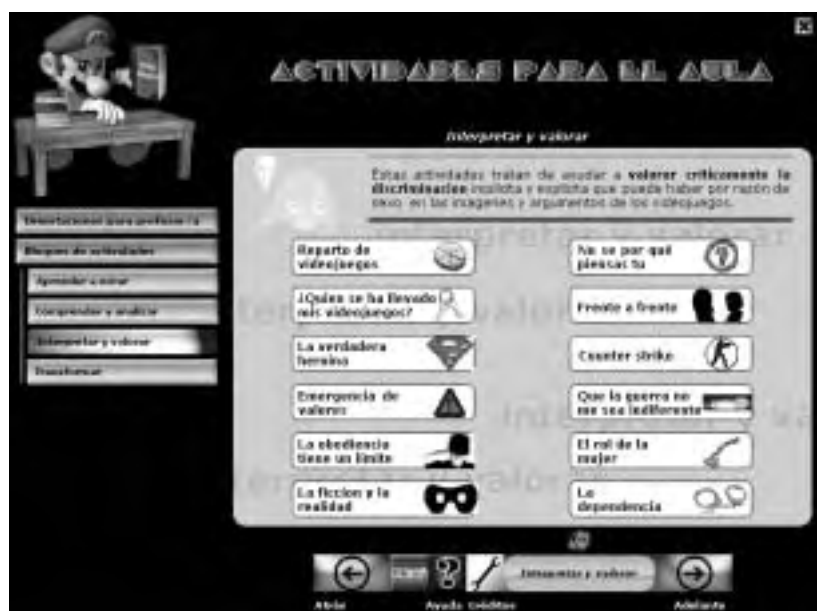 ACTIVIDADES PARA EL AULA
Interpretar y valorar
Estas actividades tratan de ayudar a valorar críticamente la
discriminación implícita y explícita que puede haber por razón de
sexo en las imágenes y argumentos de los videojuegos.
Orientaciones para profesor/a
Bloques de actividades
Aprender a mirar
Comprender y analizar
Interpretar y valorar
Transformar
Reparto de
videojuegos
No se por qué
piensas tu
¿Quien se ha llevado
mis videojuegos?
Frente a frente
La verdadera
heroina
Counter strike
Emergencia de
valores
Que la guerra no
me sea indiferente
La obediencia
tiene un limite
El rol de la
mujer
La ficcion y la
realidad
La
dependencia
Interpretar y valorar
Atrás
Ayuda
Créditos
Adelante